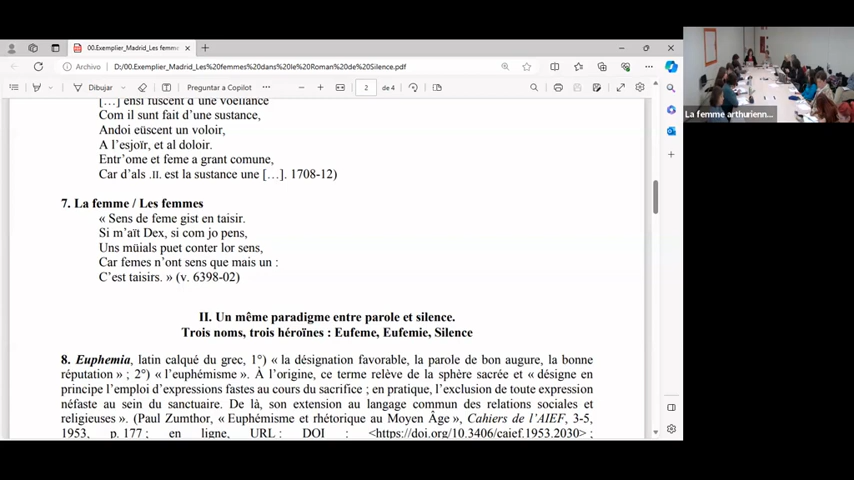 00.Exemplier_Madrid_Les femme
Archivo
D:/00.Exemplier_Madrid_Les%20femmes%20dans%20le%20Roman%20de%20Silence.pdf
Dibujar
Preguntar a Copilot
2
de 4
[…] ensi fuscent d'une voellance
Com il sunt fait d'une sustance,
Andoi eüscent un voloir,
A l'esjoïr, et al doloir.
Entr'ome et feme a grant comune,
Car d'als .II. est la sustance une […]. 1708-12)
7. La femme / Les femmes
« Sens de feme gist en taisir.
Si m'aït Dex, si com jo pens,
Uns müials puet conter lor sens,
Car femes n'ont sens que mais un :
C'est taisirs. » (v. 6398-02)
II. Un même paradigme entre parole et silence.
Trois noms, trois héroïnes : Eufeme, Eufemie, Silence
8. Euphemia, latin calqué du grec, 1°) « la désignation favorable, la parole de bon augure, la bonne
réputation » ; 2°) « l'euphémisme ». À l'origine, ce terme relève de la sphère sacrée et « désigne en
principe l'emploi d'expressions fastes au cours du sacrifice ; en pratique, l'exclusion de toute expression
néfaste au sein du sanctuaire. De là, son extension au langage commun des relations sociales et
religieuses ». (Paul Zumthor, « Euphémisme et rhétorique au Moyen Âge », Cahiers de l'AIEF, 3-5,
1953, p. 177 ; en ligne, URL : DOI : <https://doi.org/10.3406/caief.1953.2030> ;
La femme arthurienn...